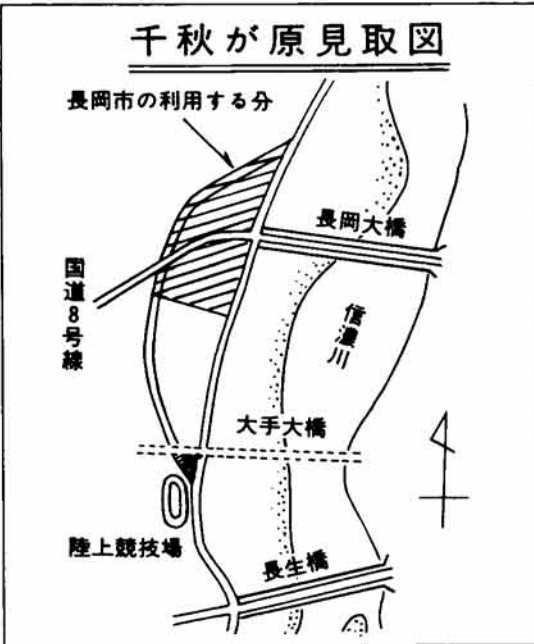 千秋が原見取図
長岡市の利用する分
長岡大橋
国道8号線
信濃川
大手大橋
陸上競技場
長生橋